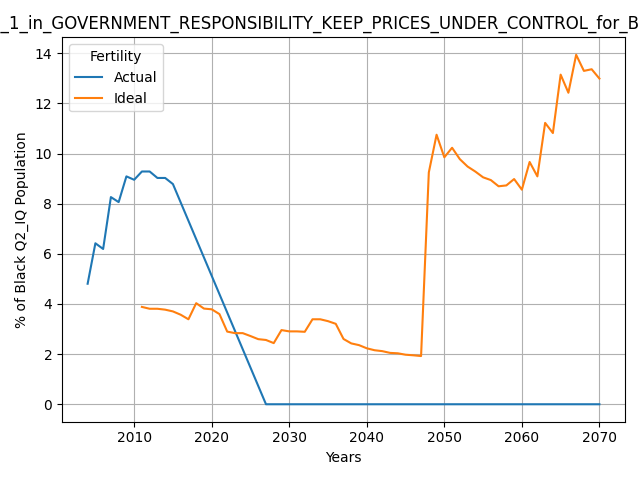 _1_in_GOVERNMENT_RESPONSIBILITY_KEEP_PRICES_UNDER_CONTROL_for_B
Fertility
Actual
Ideal
% of Black Q2_IQ Population
14
12
10
8
6
4
2
0
2010 2020 2030 2040 2050 2060 2070
Years